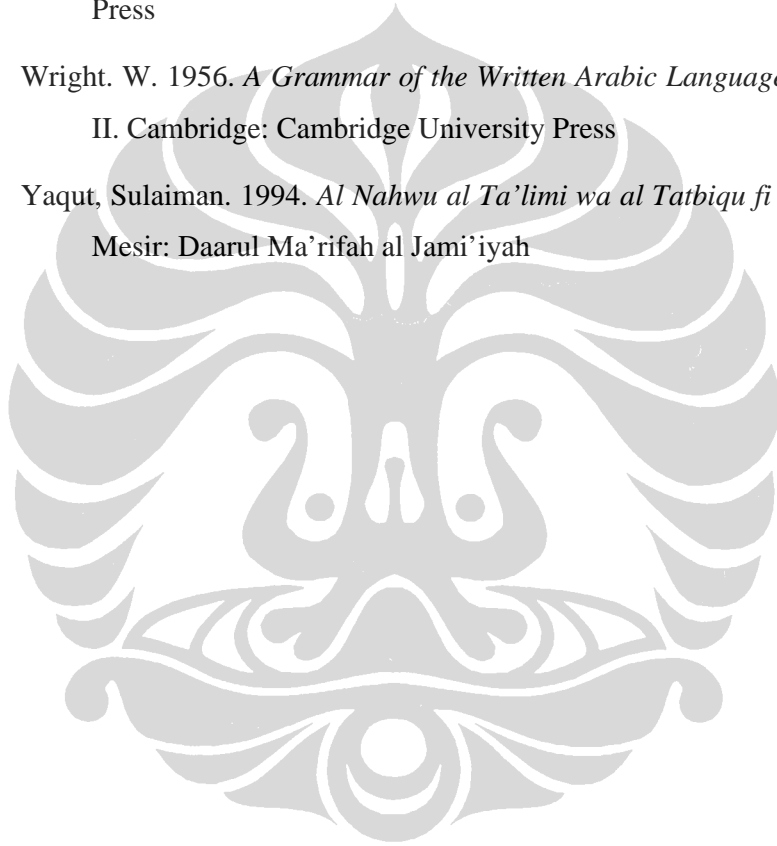 Press
Wright. W. 1956. A Grammar of the Written Arabic Language
II. Cambridge: Cambridge University Press
Yaqut, Sulaiman. 1994. Al Nahwu al Ta’limi wa al Tatbiqu fi
Mesir: Daarul Ma’rifah al Jami’iyah